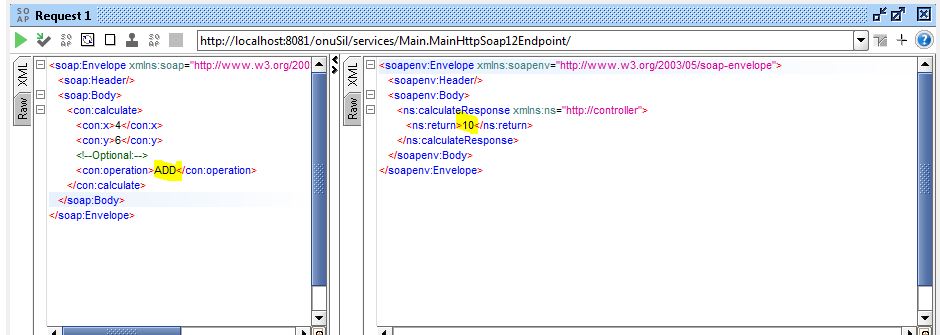 SO AP Request 1
http://localhost:8081/onuSil/services/Main.MainHttpSoap12Endpoint/
XML
Raw
<soap:Envelope xmlns:soap="http://www.w3.org/200
<soap:Header/>
<soap:Body>
<con:calculate>
<con:x>4</con:x>
<con:y>6</con:y>
<!--Optional:-->
<con:operation>ADD</con:operation>
</con:calculate>
</soap:Body>
</soap:Envelope>
XML
Raw
<soapenv:Envelope xmlns:soapenv="http://www.w3.org/2003/05/soap-envelope">
<soapenv:Header/>
<soapenv:Body>
<ns:calculateResponse xmlns:ns="http://controller">
<ns:return>10</ns:return>
</ns:calculateResponse>
</soapenv:Body>
</soapenv:Envelope>